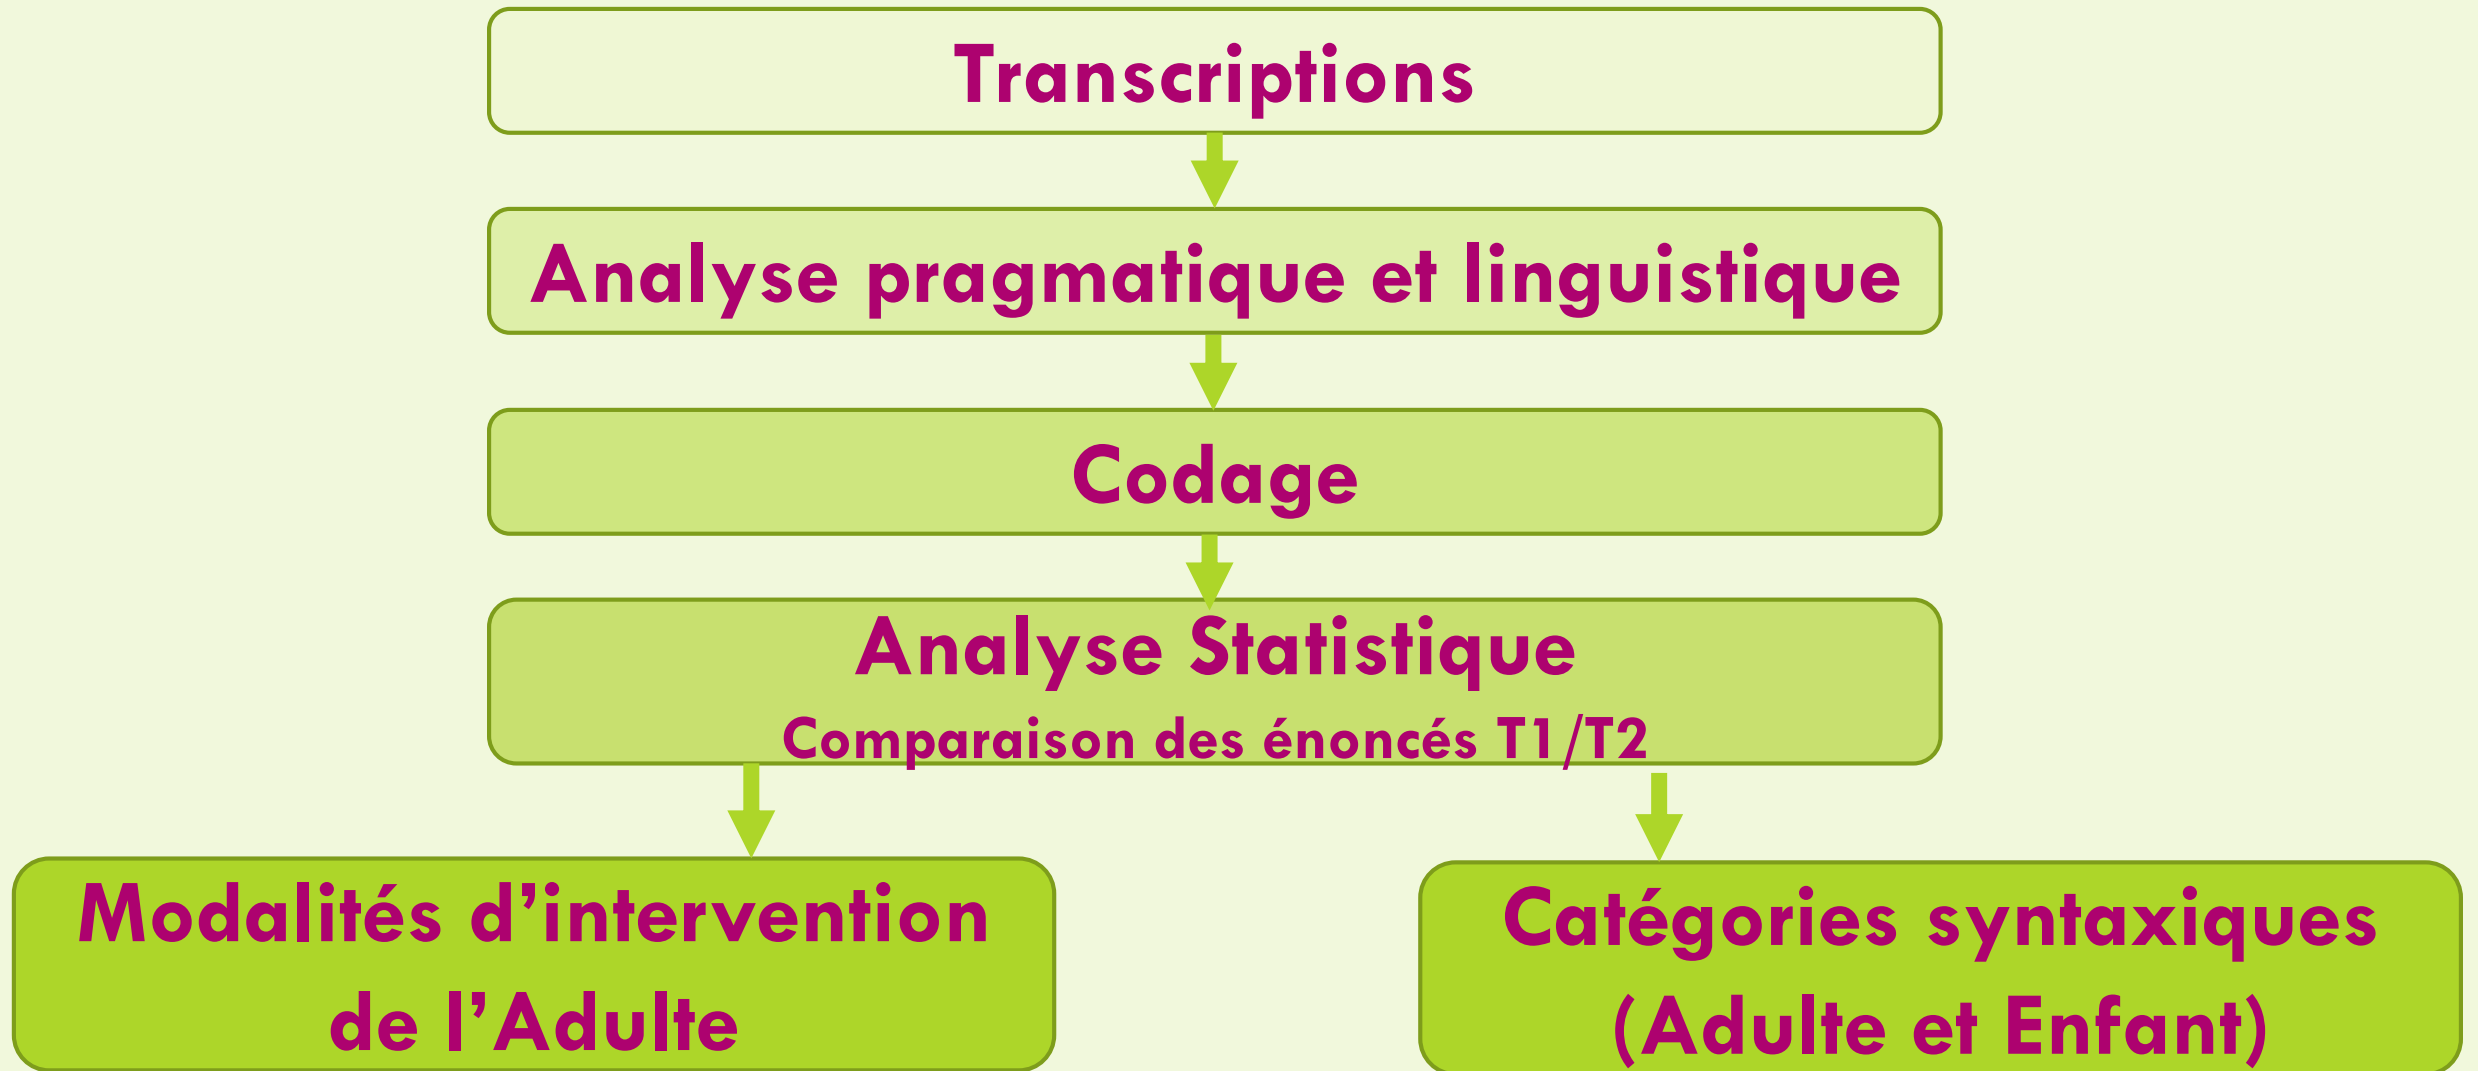 Transcriptions
Analyse pragmatique et linguistique
Codage
Analyse Statistique
Comparaison des énoncés T1/T2
Modalités d’intervention
de l’Adulte
Catégories syntaxiques
(Adulte et Enfant)